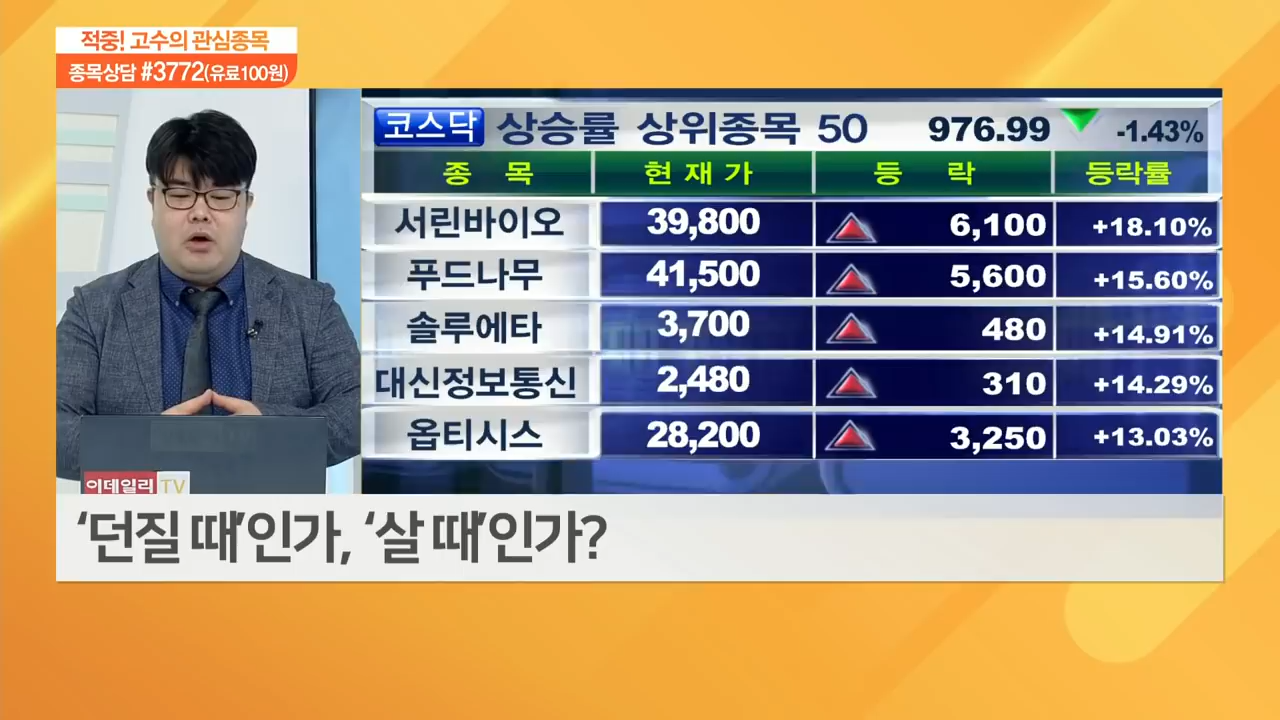 적중! 고수의 관심종목
종목상담 #3772(유료100원)
코스닥 상승률 상위종목 50 976.99 -1.43%
종 목 현 재 가 등 락 등락률
서린바이오 39,800 6,100 +18.10%
푸드나무 41,500 5,600 +15.60%
솔루에타 3,700 480 +14.91%
대신정보통신 2,480 310 +14.29%
옵티시스 28,200 3,250 +13.03%
이데일리 TV
‘던질 때’인가, ‘살 때’인가?